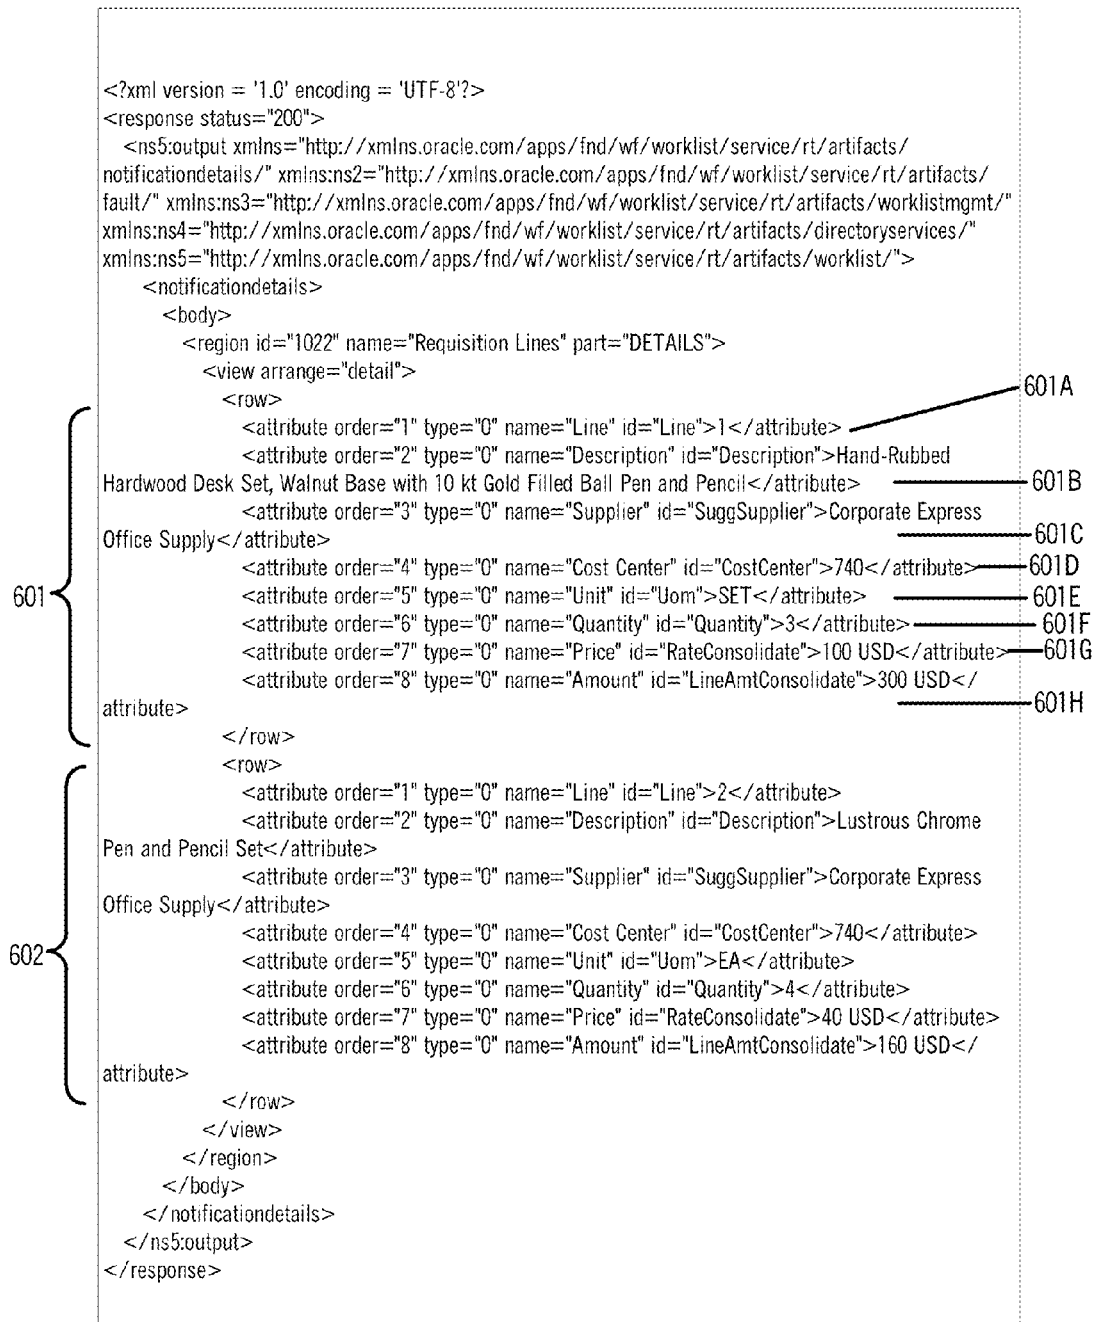 <?xml version = '1.0' encoding = 'UTF-8'?>
<response status="200">
<ns5:output xmlns="http://xmlns.oracle.com/apps/fnd/wf/worklist/service/rt/artifacts/
notificationdetails/" xmlns:ns2="http://xmlns.oracle.com/apps/fnd/wf/worklist/service/rt/artifacts/
fault/" xmlns:ns3="http://xmlns.oracle.com/apps/fnd/wf/worklist/service/rt/artifacts/worklistmgmt/"
xmlns:ns4="http://xmlns.oracle.com/apps/fnd/wf/worklist/service/rt/artifacts/directoryservices/"
xmlns:ns5="http://xmlns.oracle.com/apps/fnd/wf/worklist/service/rt/artifacts/worklist/">
<notificationdetails>
<body>
<region id="1022" name="Requisition Lines" part="DETAILS">
<view arrange="detail">
<row>
601A
<attribute order="1" type="0" name="Line" id="Line">1</attribute>
<attribute order="2" type="0" name="Description" id="Description">Hand-Rubbed
Hardwood Desk Set, Walnut Base with 10 kt Gold Filled Ball Pen and Pencil</attribute>
601B
<attribute order="3" type="0" name="Supplier" id="SuggSupplier">Corporate Express
Office Supply</attribute>
601C
<attribute order="4" type="0" name="Cost Center" id="CostCenter">740</attribute>
601D
601
<attribute order="5" type="0" name="Unit" id="Uom">SET</attribute>
601E
<attribute order="6" type="0" name="Quantity" id="Quantity">3</attribute>
601F
<attribute order="7" type="0" name="Price" id="RateConsolidate">100 USD</attribute>
601G
<attribute order="8" type="0" name="Amount" id="LineAmtConsolidate">300 USD</
attribute>
601H
</row>
<row>
<attribute order="1" type="0" name="Line" id="Line">2</attribute>
<attribute order="2" type="0" name="Description" id="Description">Lustrous Chrome
Pen and Pencil Set</attribute>
<attribute order="3" type="0" name="Supplier" id="SuggSupplier">Corporate Express
Office Supply</attribute>
<attribute order="4" type="0" name="Cost Center" id="CostCenter">740</attribute>
602
<attribute order="5" type="0" name="Unit" id="Uom">EA</attribute>
<attribute order="6" type="0" name="Quantity" id="Quantity">4</attribute>
<attribute order="7" type="0" name="Price" id="RateConsolidate">40 USD</attribute>
<attribute order="8" type="0" name="Amount" id="LineAmtConsolidate">160 USD</
attribute>
</row>
</view>
</region>
</body>
</notificationdetails>
</ns5:output>
</response>